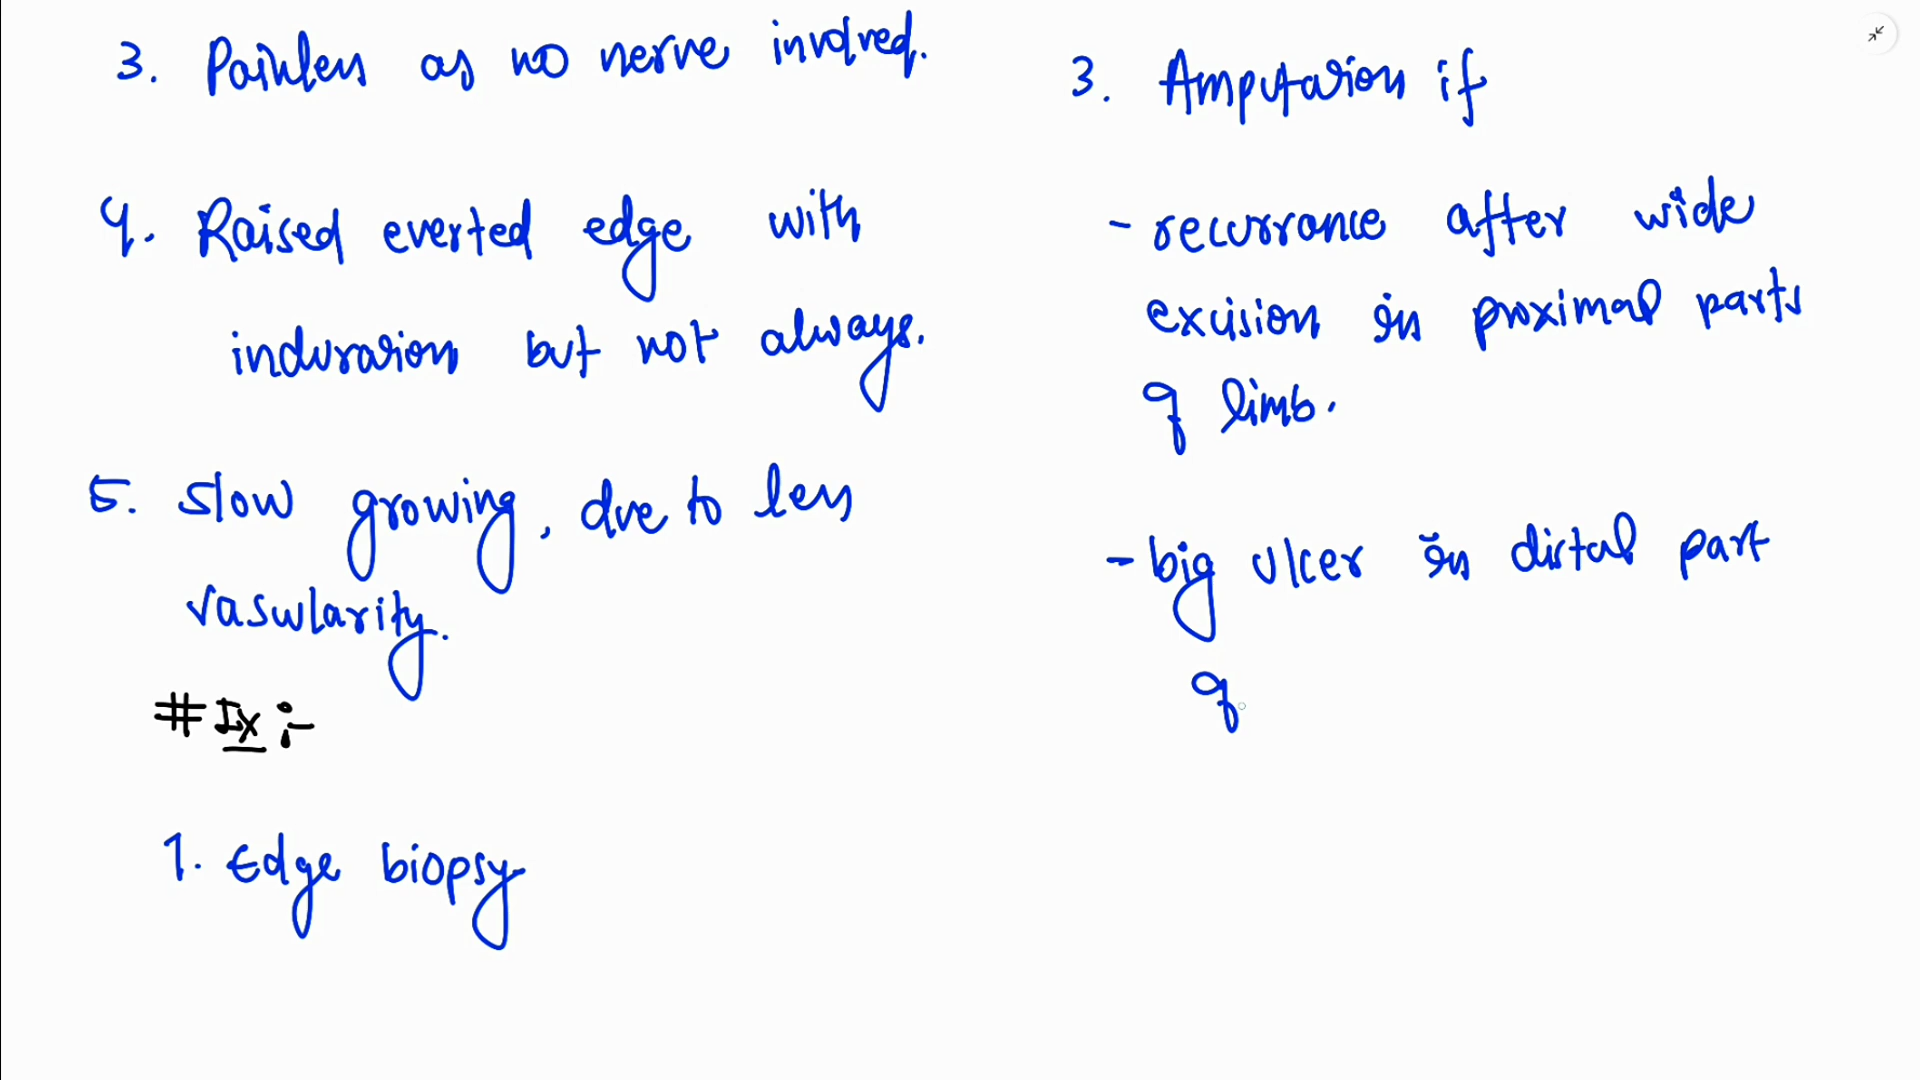 3. Painless as no nerve involved.
4. Raised everted edge with
induration but not always.
5. Slow growing, due to less
vascularity.
# Ix :-
1. Edge biopsy
3. Amputation if
- recurrance after wide
excision in proximal parts
of limb.
- big ulcer in distal part
of